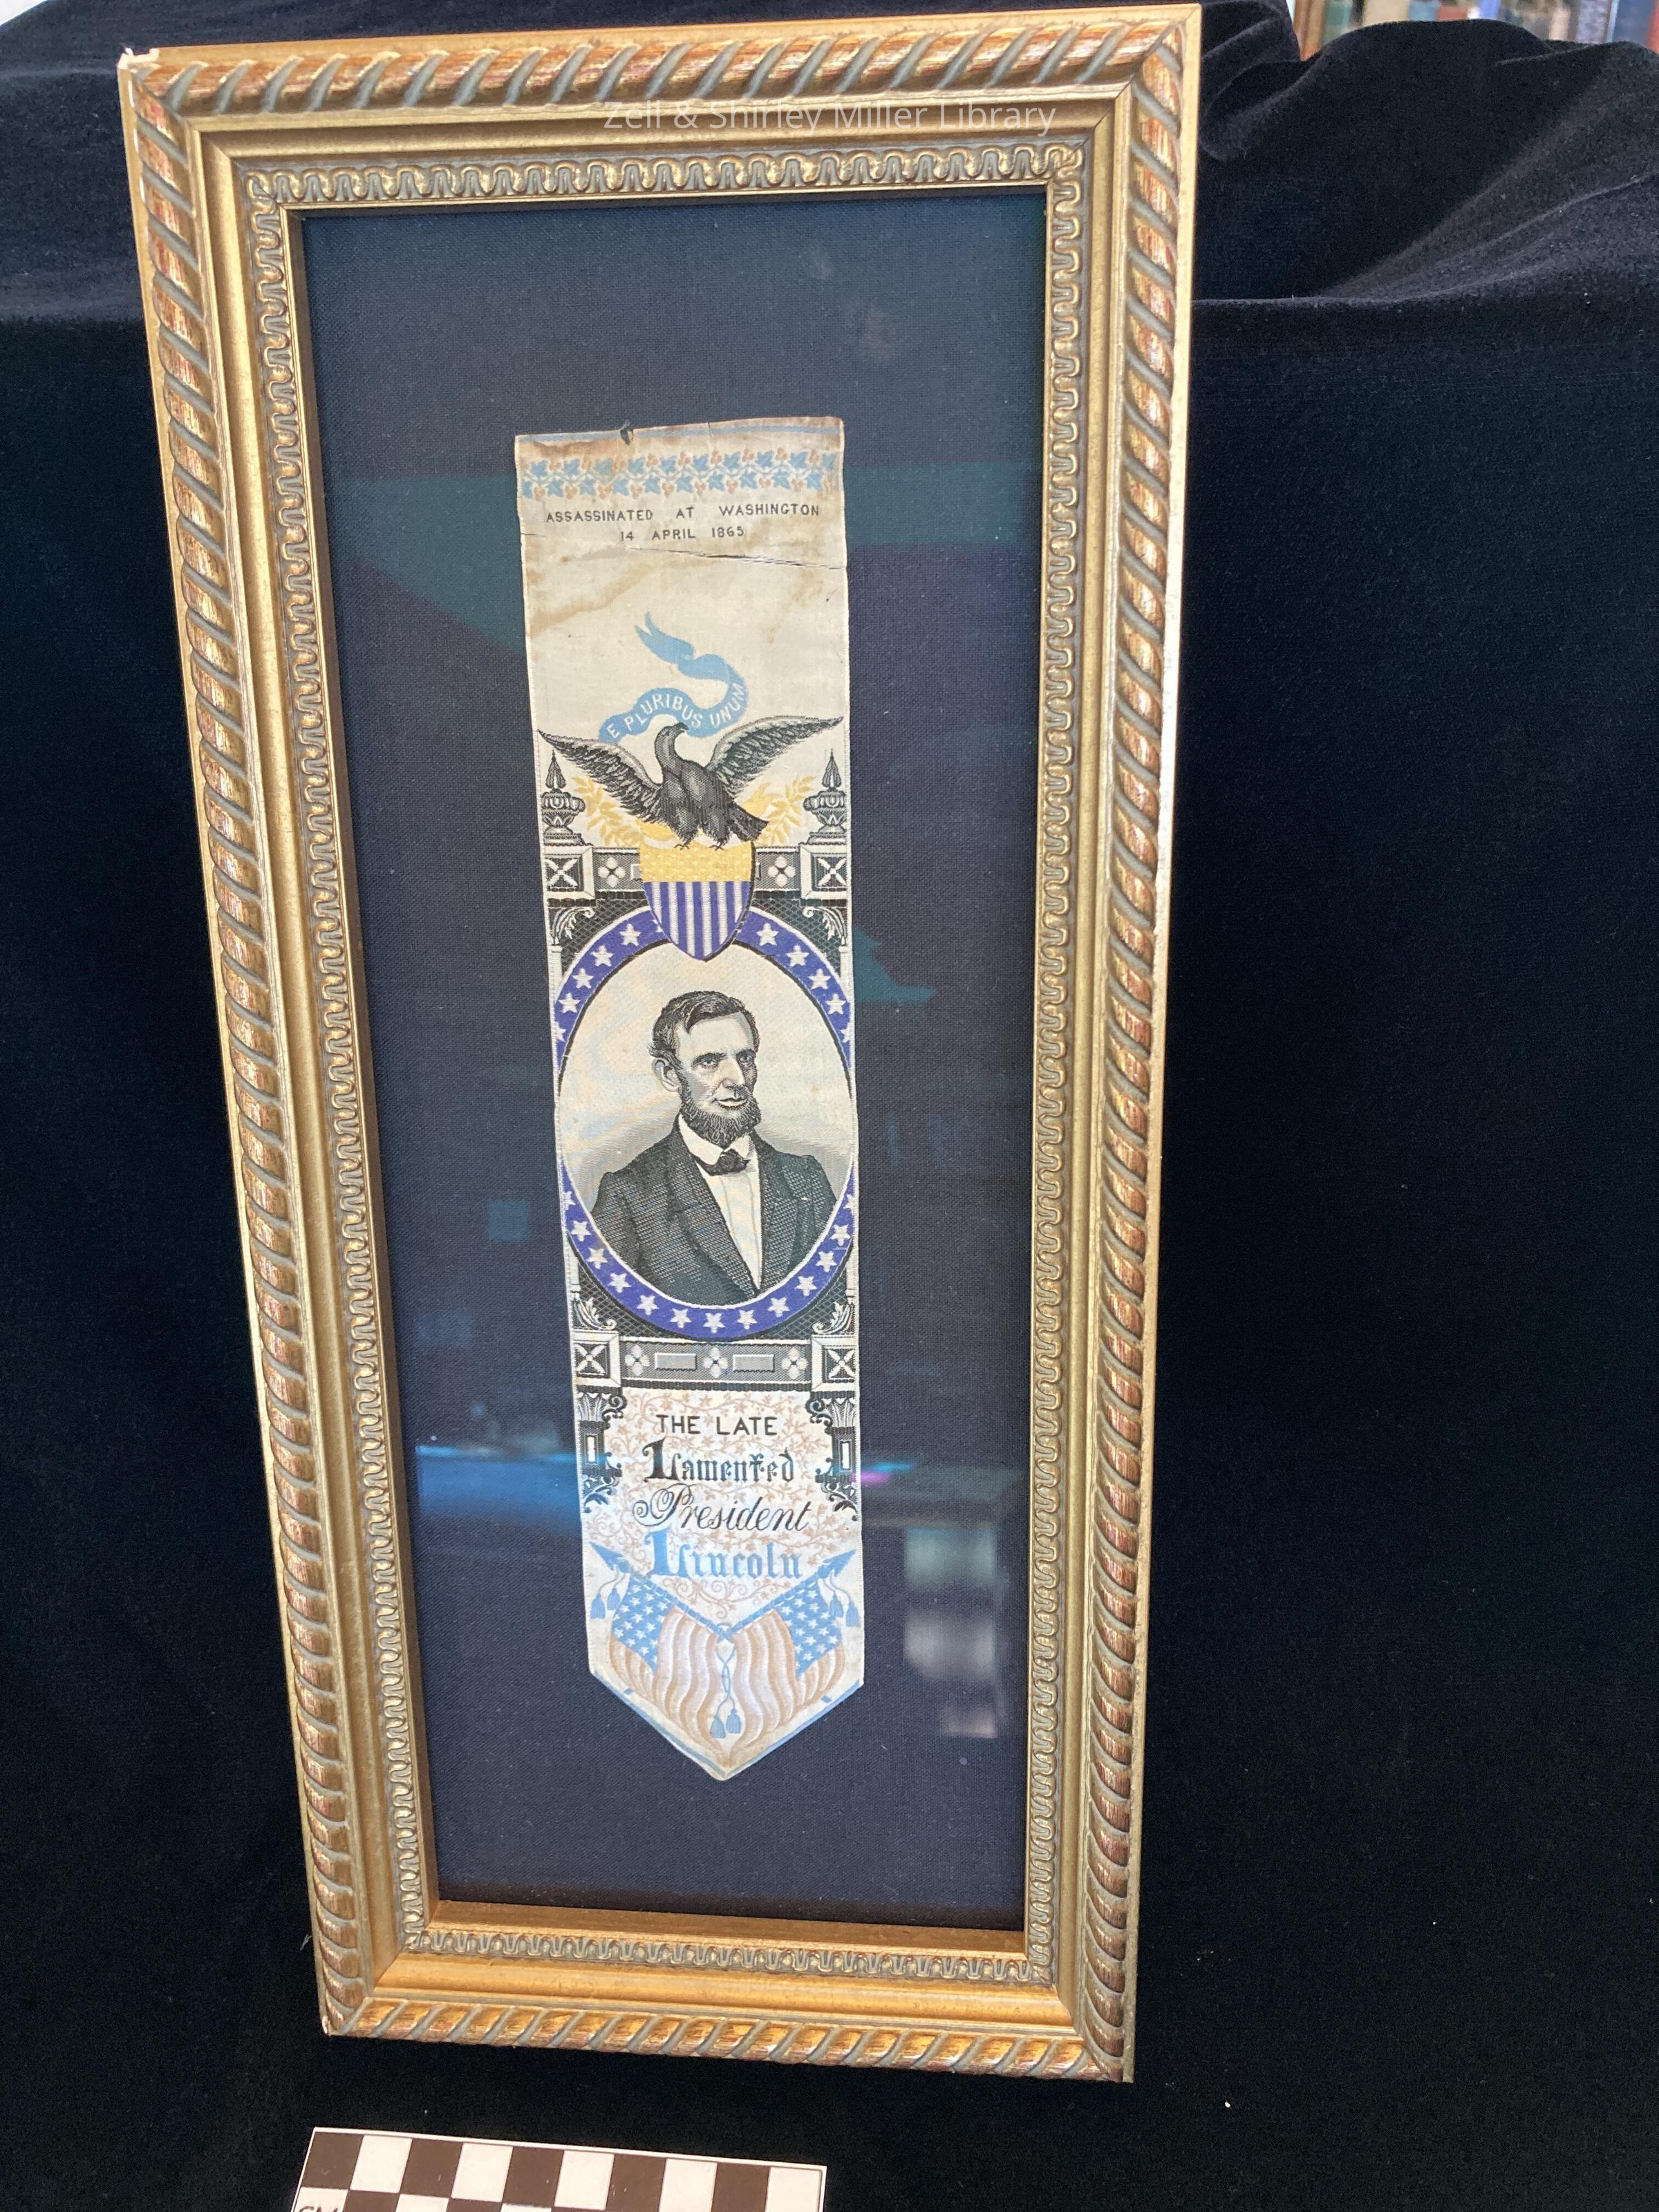 Zell & Shirley Miller Library
ASSASSINATED AT WASHINGTON
14 APRIL 1865
E PLURIBUS UNUM
THE LATE
Lamented
President
Lincoln